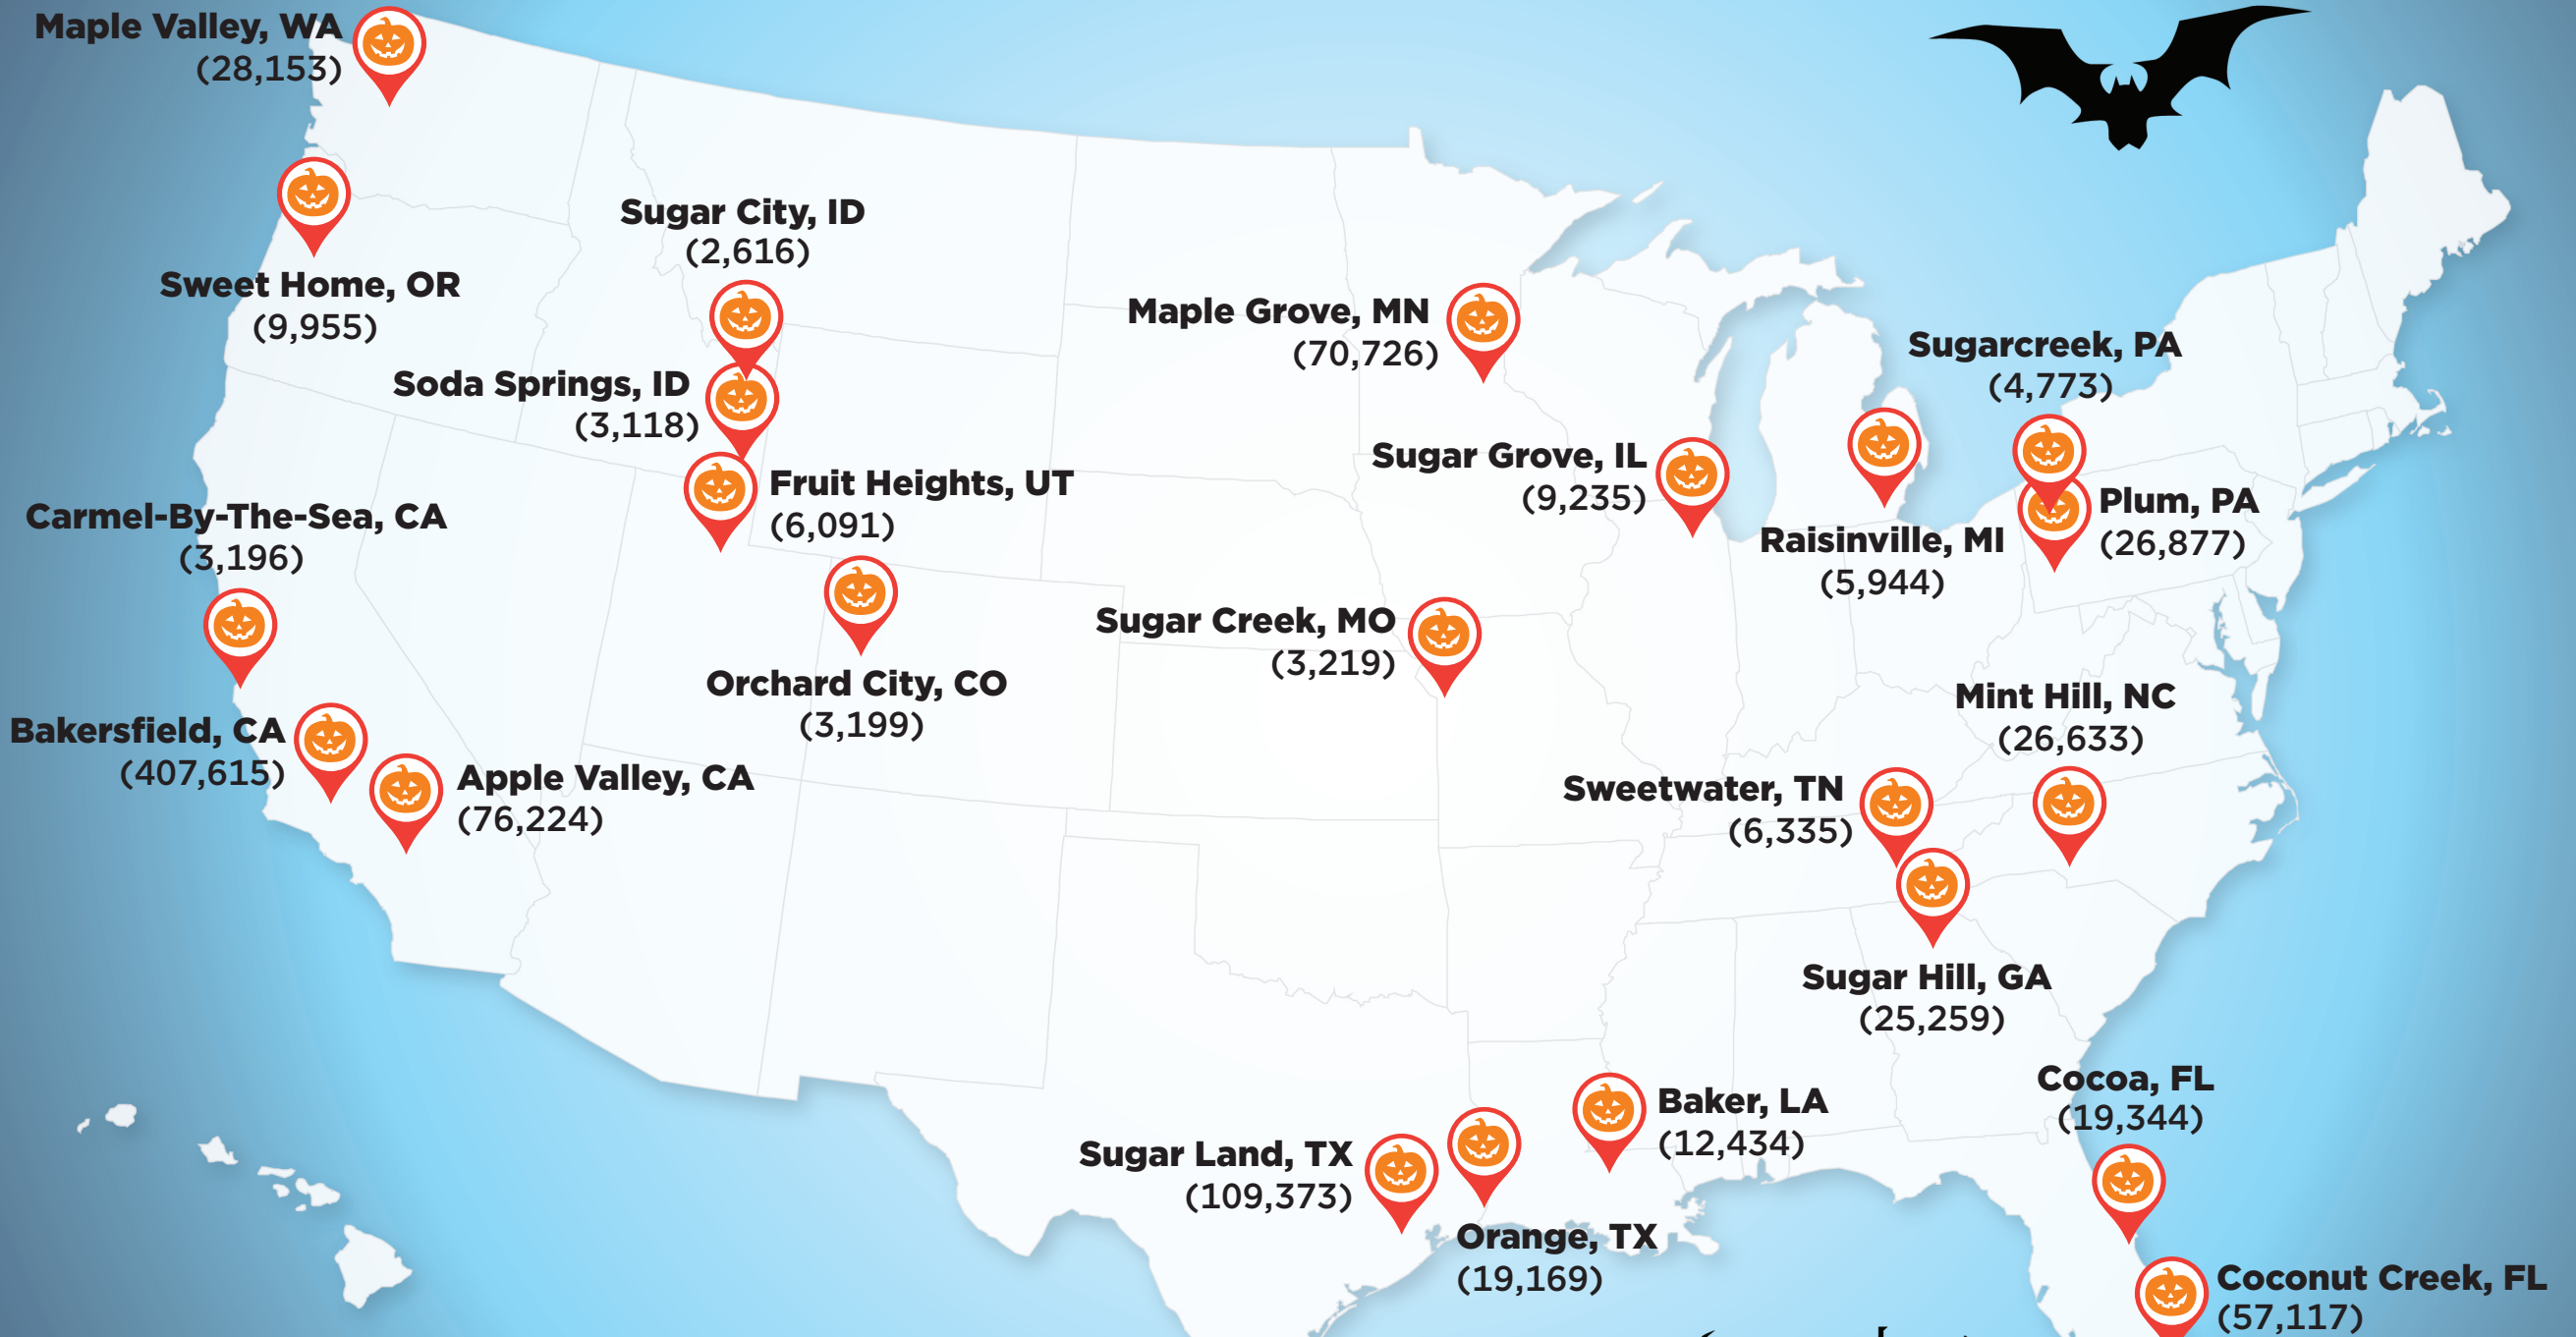 Maple Valley, WA
(28,153)
Sweet Home, OR
(9,955)
Sugar City, ID
(2,616)
Soda Springs, ID
(3,118)
Fruit Heights, UT
(6,091)
Carmel-By-The-Sea, CA
(3,196)
Orchard City, CO
(3,199)
Bakersfield, CA
(407,615)
Apple Valley, CA
(76,224)
Maple Grove, MN
(70,726)
Sugar Grove, IL
(9,235)
Sugar Creek, MO
(3,219)
Raisinville, MI
(5,944)
Sugarcreek, PA
(4,773)
Plum, PA
(26,877)
Mint Hill, NC
(26,633)
Sweetwater, TN
(6,335)
Sugar Hill, GA
(25,259)
Baker, LA
(12,434)
Sugar Land, TX
(109,373)
Orange, TX
(19,169)
Cocoa, FL
(19,344)
Coconut Creek, FL
(57,117)